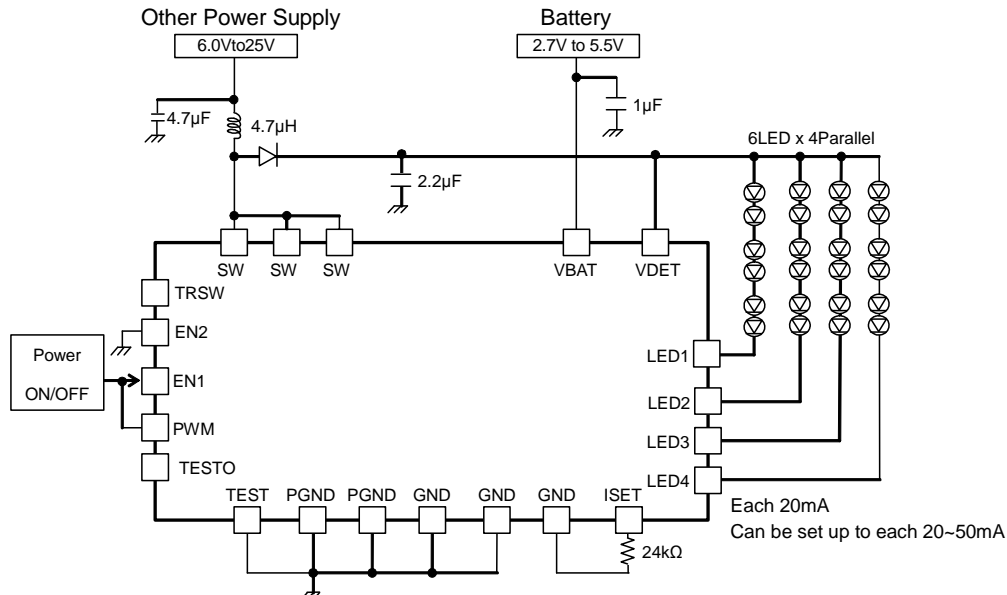 Other Power Supply
Battery
6.0Vto25V
2.7V to 5.5V
4.7µF
4.7µH
1µF
2.2µF
6LED x 4Parallel
SW
SW
SW
VBAT
VDET
TRSW
EN2
EN1
PWM
TESTO
Power
ON/OFF
LED1
LED2
LED3
LED4
TEST
PGND
PGND
GND
GND
GND
ISET
24kΩ
Each 20mA
Can be set up to each 20~50mA